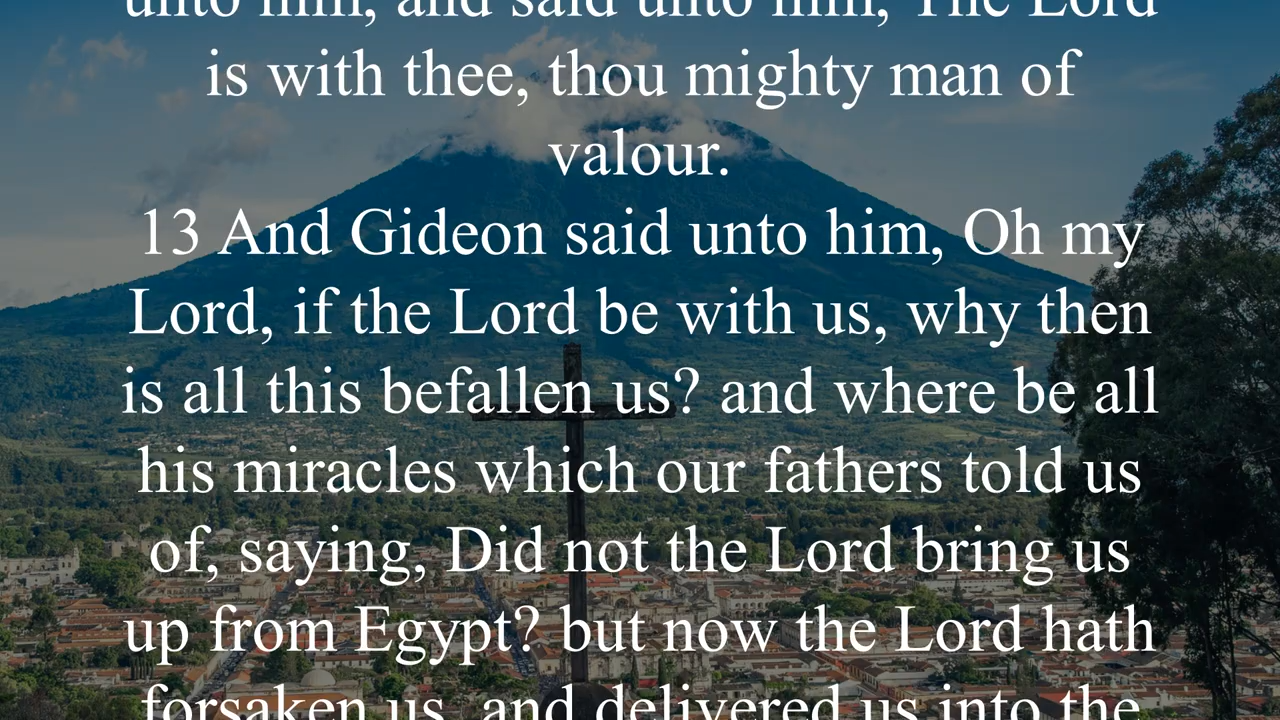 unto him, and said unto him, The Lord
is with thee, thou mighty man of
valour.
13 And Gideon said unto him, Oh my
Lord, if the Lord be with us, why then
is all this befallen us? and where be all
his miracles which our fathers told us
of, saying, Did not the Lord bring us
up from Egypt? but now the Lord hath
forsaken us, and delivered us into the